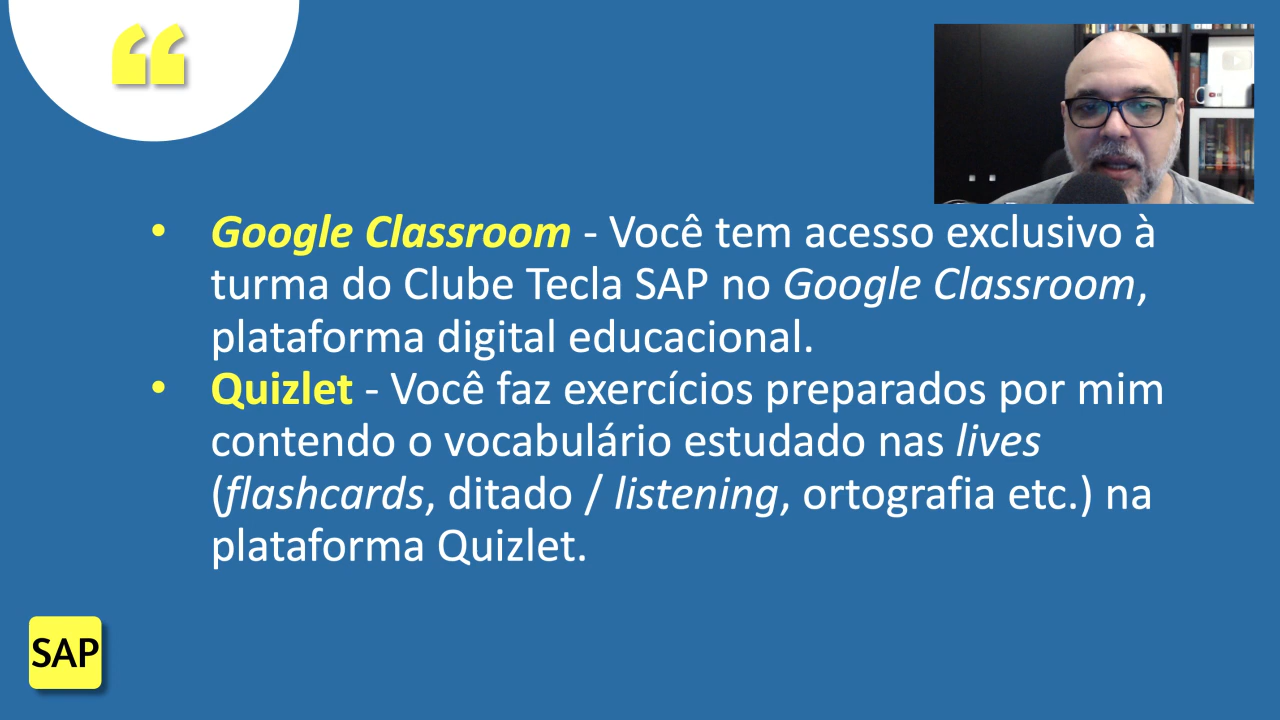 • Google Classroom - Você tem acesso exclusivo à
turma do Clube Tecla SAP no Google Classroom,
plataforma digital educacional.
• Quizlet - Você faz exercícios preparados por mim
contendo o vocabulário estudado nas lives
(flashcards, ditado / listening, ortografia etc.) na
plataforma Quizlet.
SAP